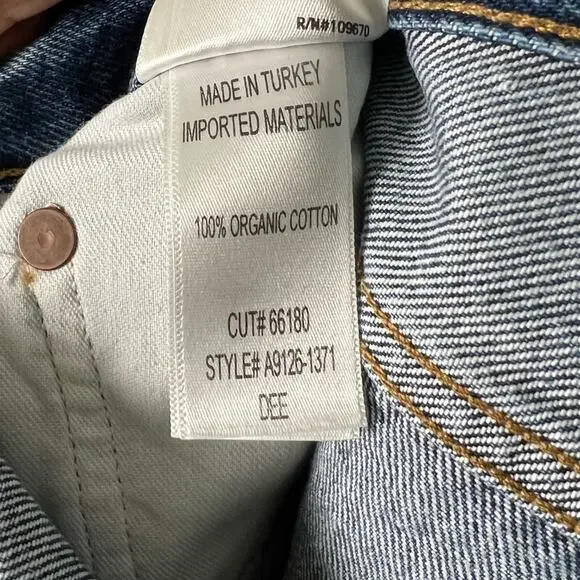 R/N#109670
MADE IN TURKEY
IMPORTED MATERIALS
100% ORGANIC COTTON
CUT# 66180
STYLE# A9126-1371
DEE